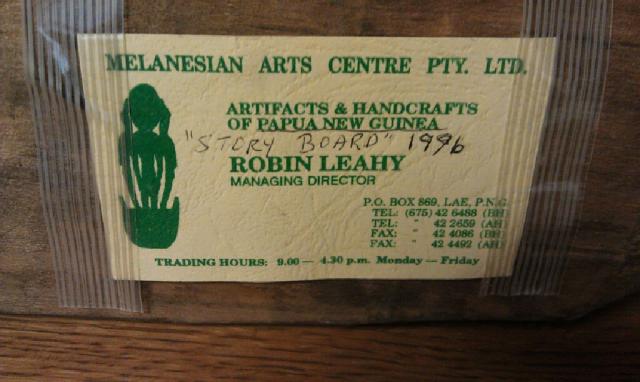 MELANESIAN ARTS CENTRE PTY. LTD.
ARTIFACTS & HANDCRAFTS
OF PAPUA NEW GUINEA
"STORY BOARD" 1996
ROBIN LEAHY
MANAGING DIRECTOR
P.O. BOX 869, LAE, P.N.G.
TEL: (675) 42 6488 (BH)
TEL: " 42 2659 (AH)
FAX: " 42 4086 (BH)
FAX: " 42 4492 (AH)
TRADING HOURS: 9.00 — 4.30 p.m. Monday — Friday